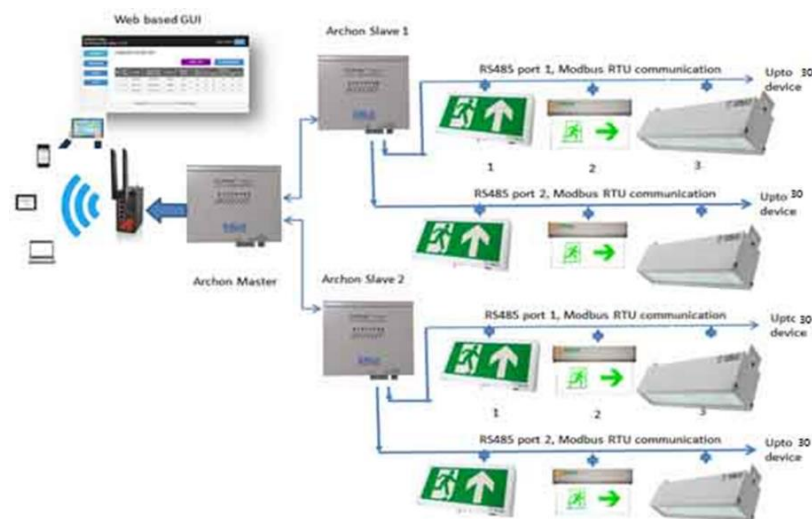 Web based GUI
Archon Slave 1
RS485 port 1, Modbus RTU communication
Upto 30
device
1
2
3
RS485 port 2, Modbus RTU communication
Upto 30
device
Archon Master
Archon Slave 2
RS485 port 1, Modbus RTU communication
Uptc 30
device
1
2
3
RS485 port 2, Modbus RTU communication
Upto 30
device